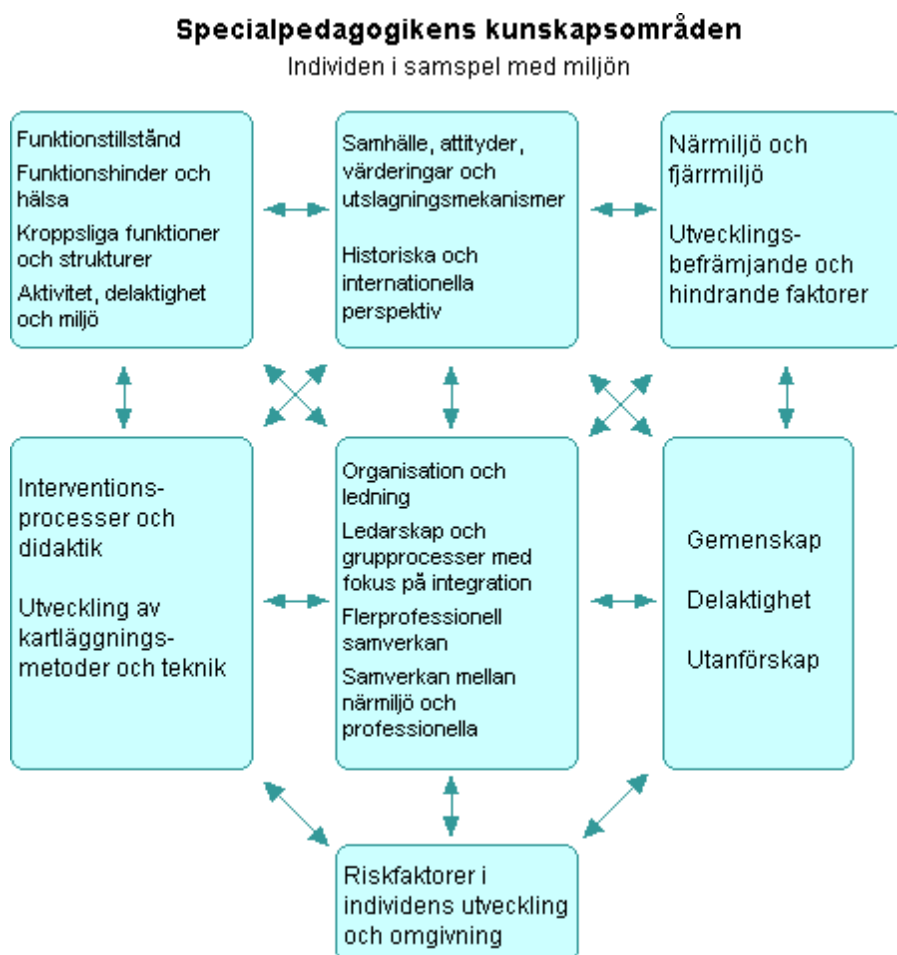 Specialpedagogikens kunskapsområden
Individen i samspel med miljön
Funktionstillstånd
Funktionshinder och
hälsa
Kroppsliga funktioner
och strukturer
Aktivitet, delaktighet
och miljö
Samhälle, attityder,
värderingar och
utslagningsmekanismer
Historiska och
internationella
perspektiv
Närmiljö och
fjärrmiljö
Utvecklings-
befrämjande och
hindrande faktorer
Interventions-
processer och
didaktik
Utveckling av
kartläggnings-
metoder och teknik
Organisation och
ledning
Ledarskap och
grupprocesser med
fokus på integration
Flerprofessionell
samverkan
Samverkan mellan
närmiljö och
professionella
Gemenskap
Delaktighet
Utanförskap
Riskfaktorer i
individens utveckling
och omgivning